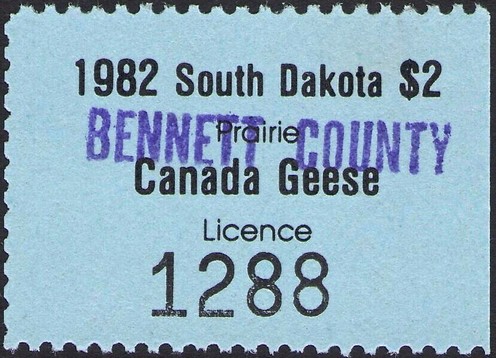 1982 South Dakota $2
Prairie
BENNETT COUNTY
Canada Geese
Licence
1288